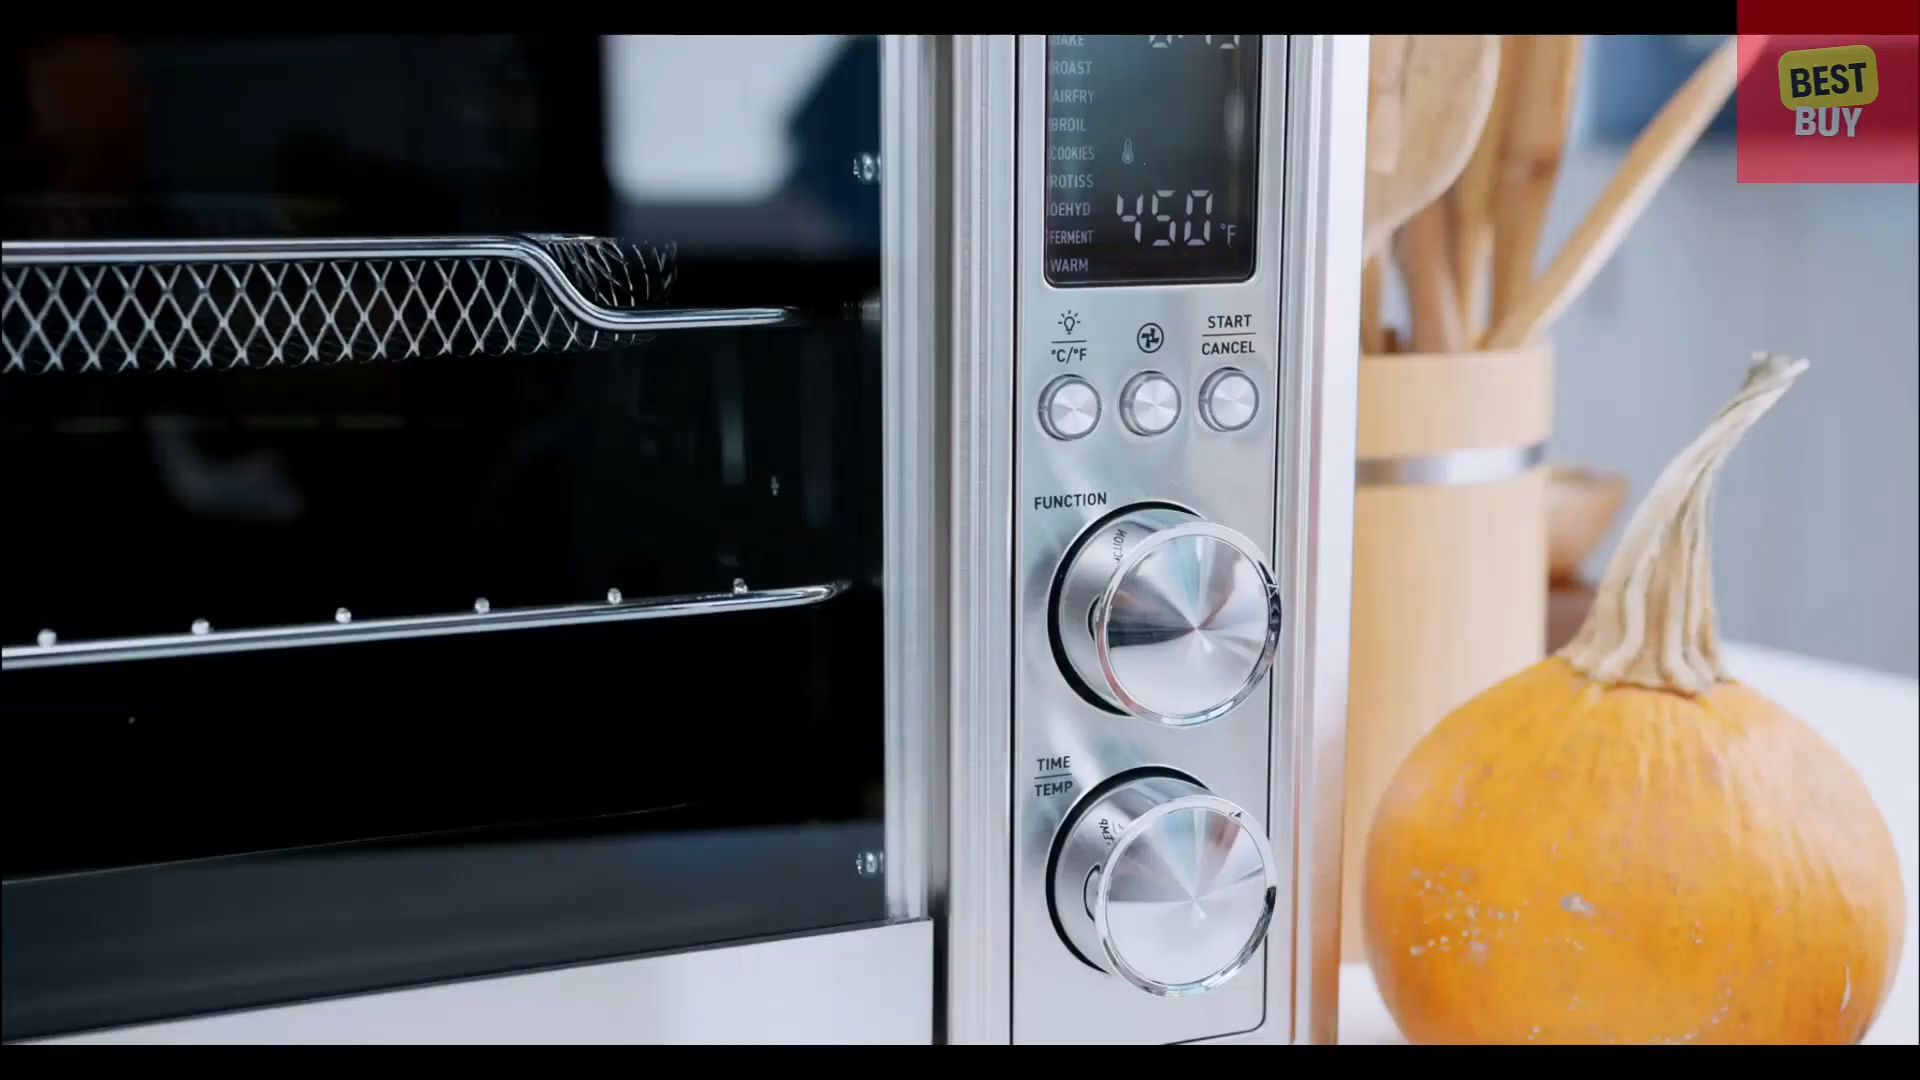 BEST
BUY
BAKE
ROAST
AIRFRY
BROIL
COOKIES
ROTISS
DEHYD
450 °F
FERMENT
WARM
°C/°F
START
CANCEL
FUNCTION
TIME
TEMP